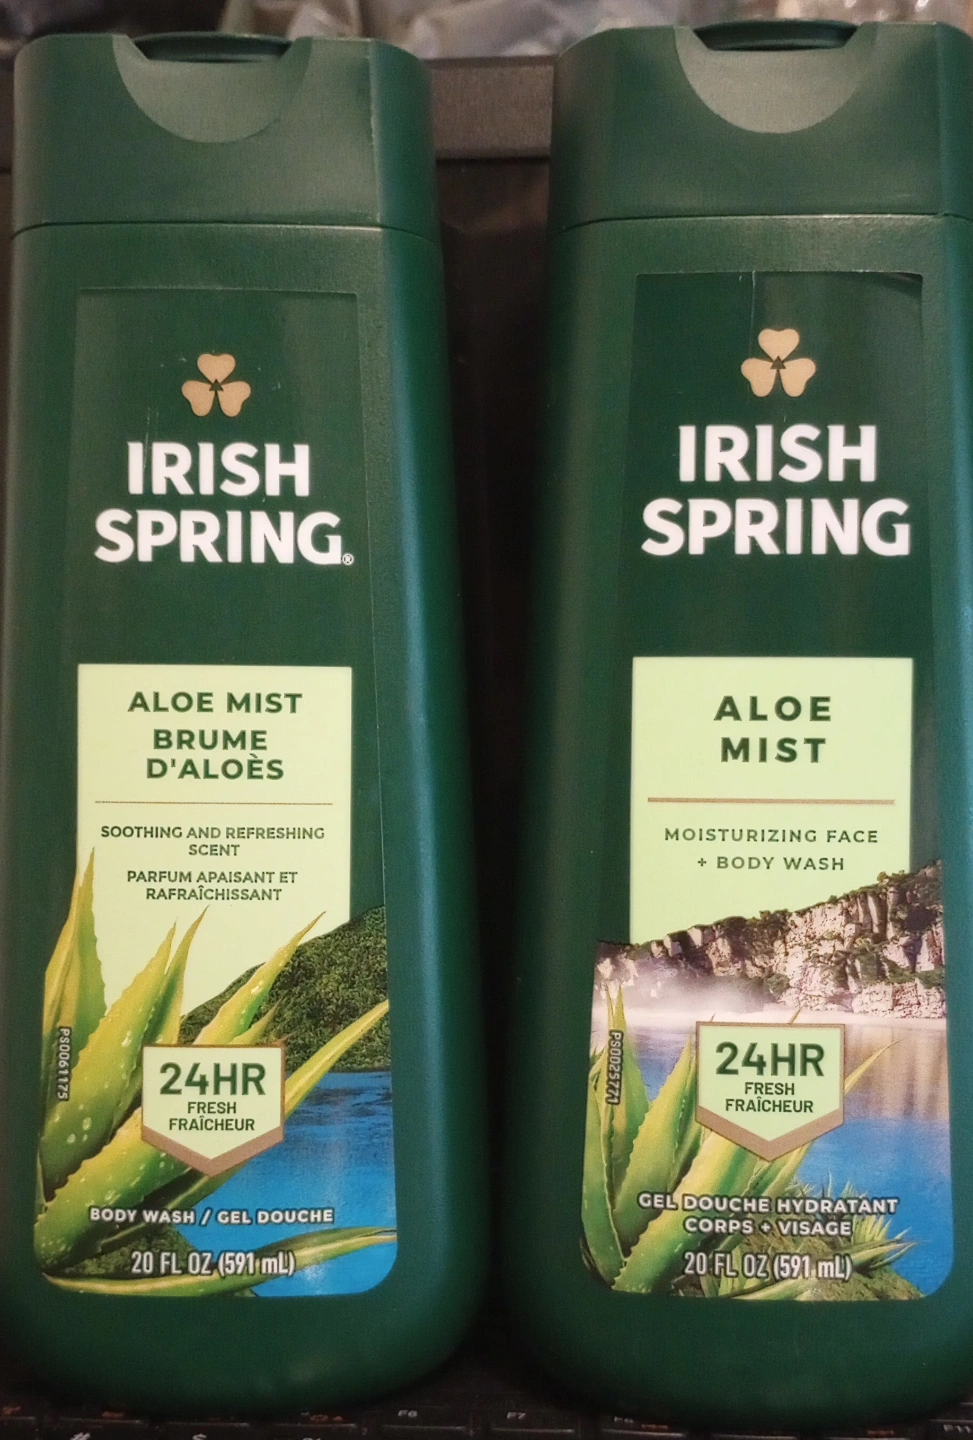 IRISH
SPRING®
ALOE MIST
BRUME
D'ALOÈS
SOOTHING AND REFRESHING
SCENT
PARFUM APAISANT ET
RAFRAÎCHISSANT
PS0061175
24HR
FRESH
FRAÎCHEUR
BODY WASH / GEL DOUCHE
20 FL OZ (591 mL)
IRISH
SPRING
ALOE
MIST
MOISTURIZING FACE
+ BODY WASH
PS0025771
24HR
FRESH
FRAÎCHEUR
GEL DOUCHE HYDRATANT
CORPS + VISAGE
20 FL OZ (591 mL)
F6
F7